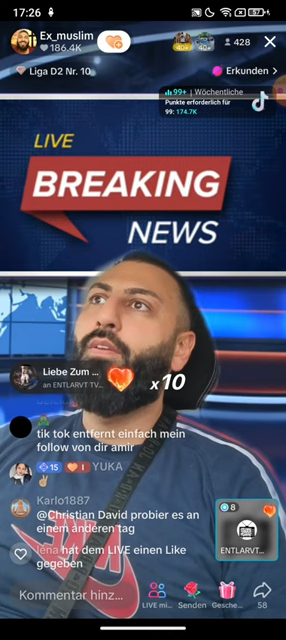 17:26
57
Ex_muslim
186.4K
428
Liga D2 Nr. 10
Erkunden >
99+ | Wöchentliche
Punkte erforderlich für
99: 174.7K
LIVE
BREAKING
NEWS
Liebe Zum ...
an ENTLARVT TV...
x10
tik tok entfernt einfach mein
follow von dir amir
15
1
YUKA
Karlo1887
@Christian David probier es an
einem anderen tag
8
ENTLARVT...
lena hat dem LIVE einen Like
gegeben
Kommentar hinz...
LIVE mi...
Senden
Gesche...
58